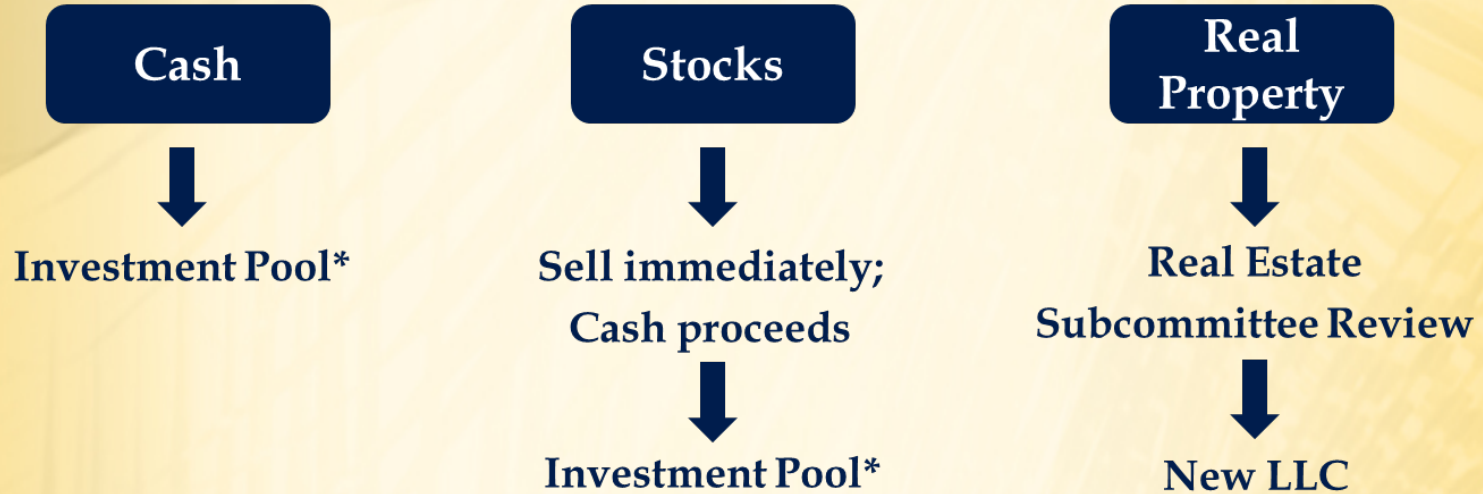 Cash
Investment Pool*
Stocks
Sell immediately;
Cash proceeds
Investment Pool*
Real
Property
Real Estate
Subcommittee Review
New LLC